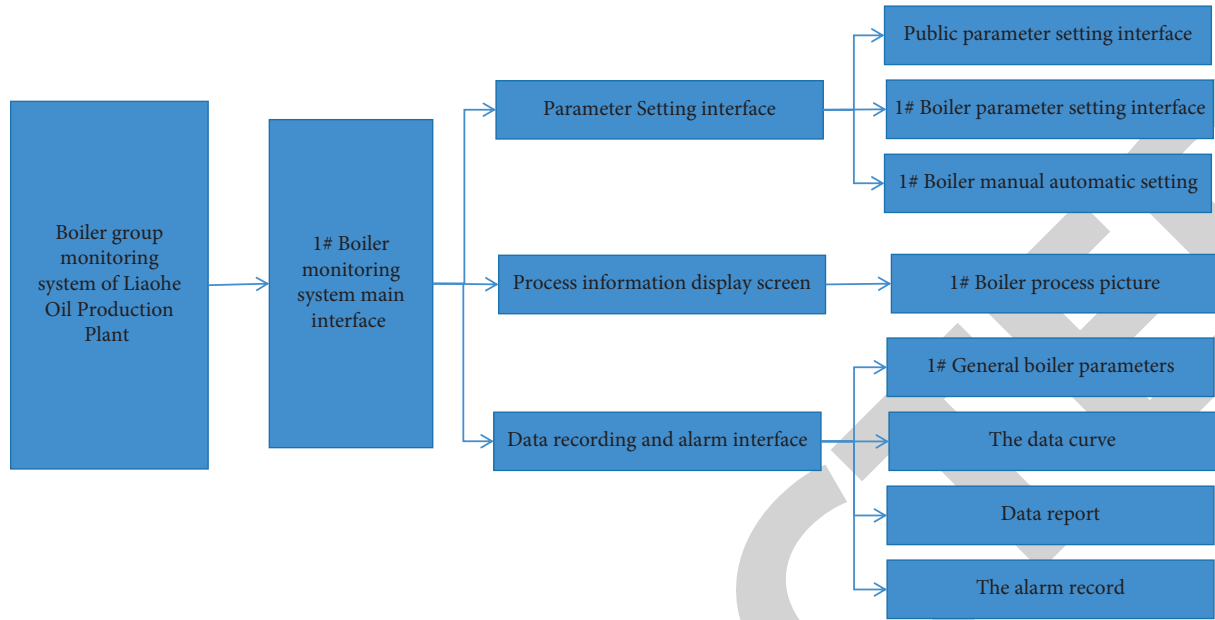 Boiler group
monitoring
system of Liaohe
Oil Production
Plant
1# Boiler
monitoring
system main
interface
Parameter Setting interface
Process information display screen
Data recording and alarm interface
Public parameter setting interface
1# Boiler parameter setting interface
1# Boiler manual automatic setting
1# Boiler process picture
1# General boiler parameters
The data curve
Data report
The alarm record